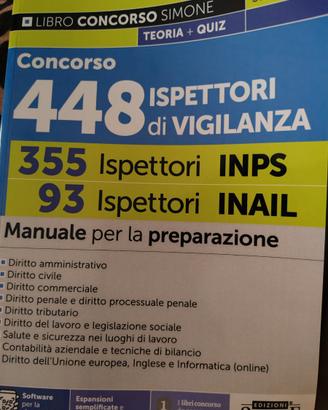 LIBRO CONCORSO SIMONE
TEORIA + QUIZ
Concorso
448 ISPETTORI
di VIGILANZA
355 Ispettori INPS
93 Ispettori INAIL
Manuale per la preparazione
Diritto amministrativo
Diritto civile
Diritto commerciale
Diritto penale e diritto processuale penale
Diritto tributario
Diritto del lavoro e legislazione sociale
Salute e sicurezza nei luoghi di lavoro
Contabilità aziendale e tecniche di bilancio
Diritto dell'Unione europea, Inglese e Informatica (online)
Software
per la
Espansioni
semplificate e
I libri concorso
EDIZIONI